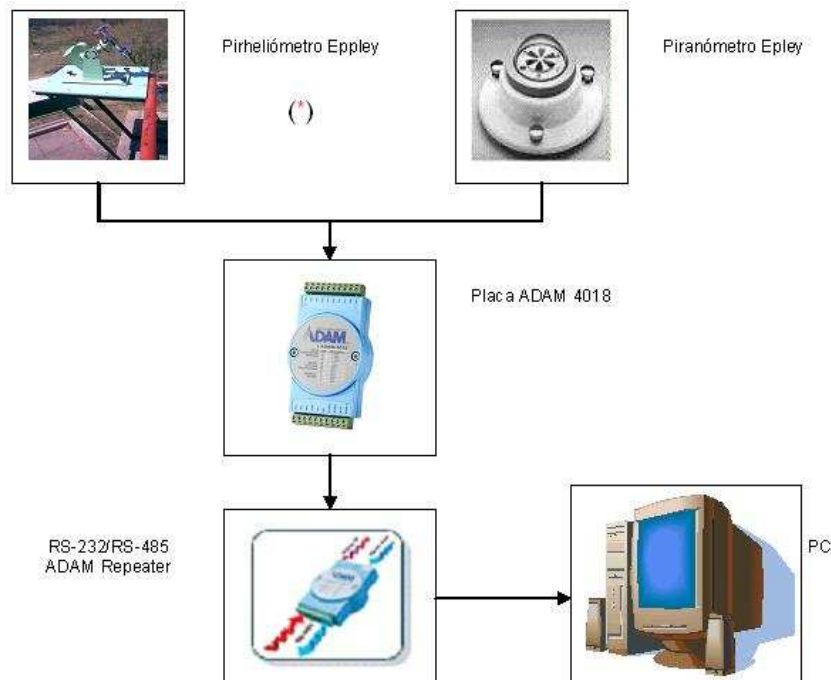 Pirheliómetro Eppley
(*)
Piranómetro Epley
Placa ADAM 4018
ADAM
RS-232/RS-485
ADAM Repeater
PC